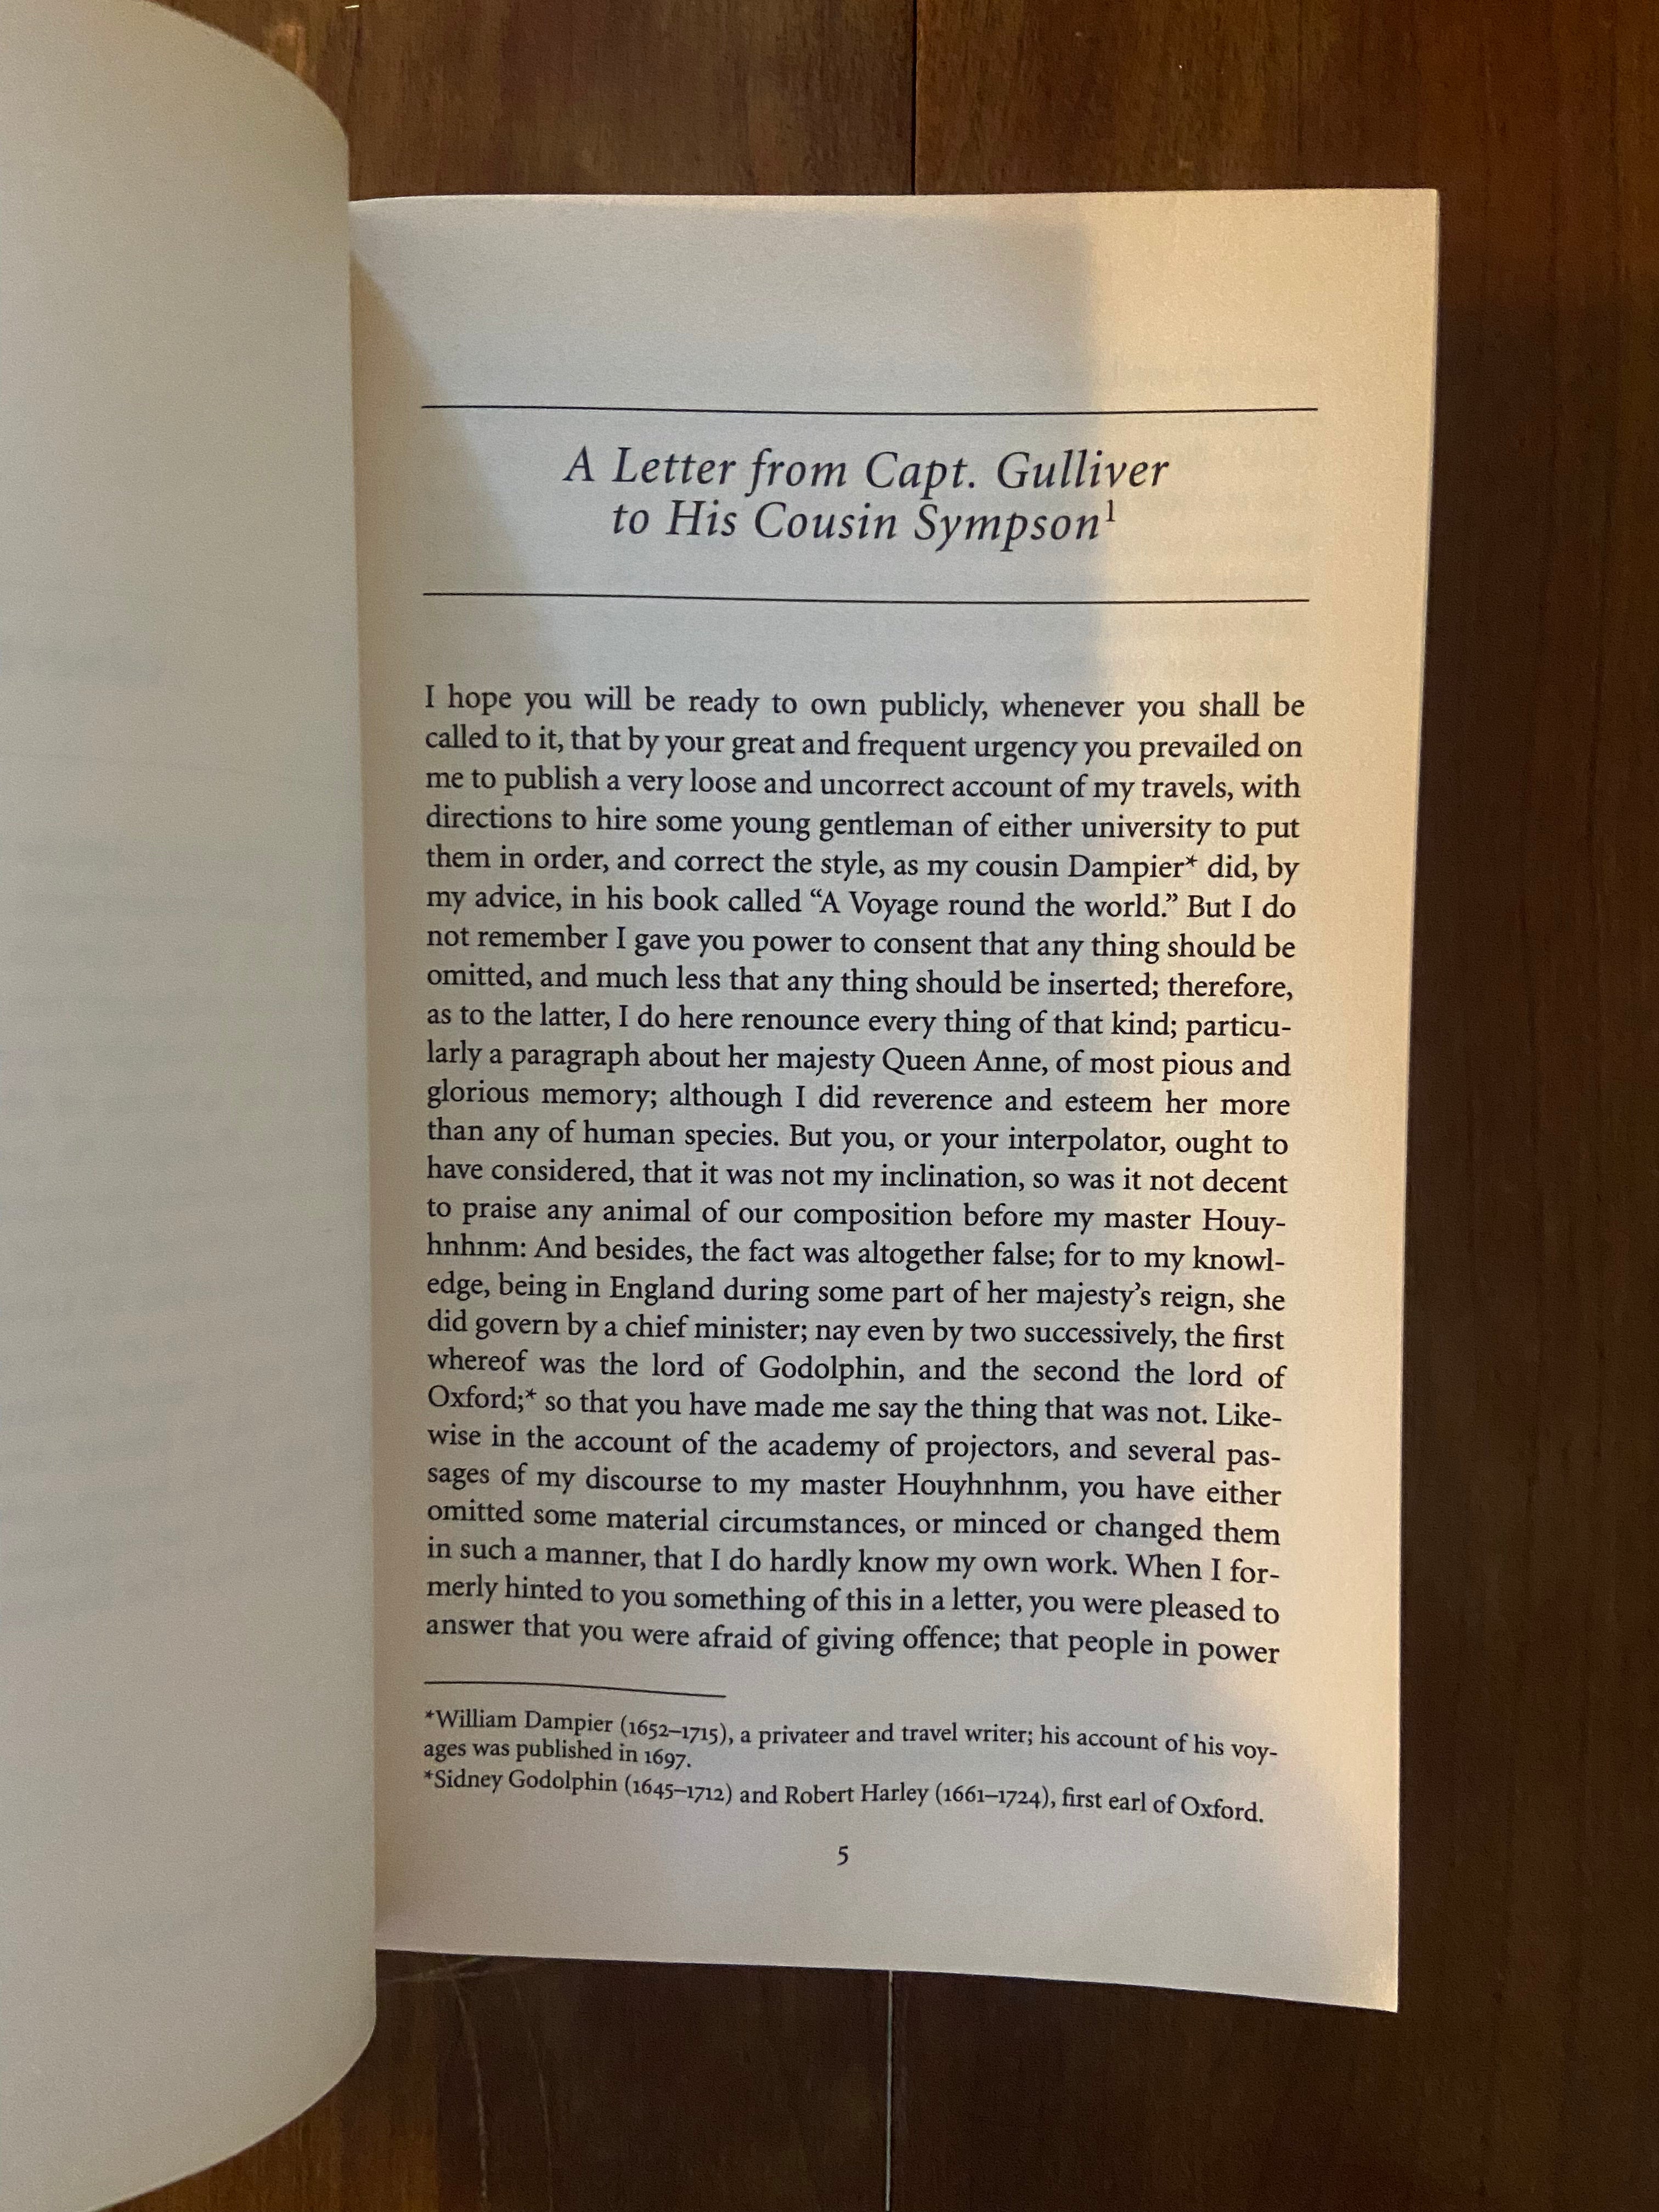 A Letter from Capt. Gulliver
to His Cousin Sympson¹
I hope you will be ready to own publicly, whenever you shall be
called to it, that by your great and frequent urgency you prevailed on
me to publish a very loose and uncorrect account of my travels, with
directions to hire some young gentleman of either university to put
them in order, and correct the style, as my cousin Dampier* did, by
my advice, in his book called “A Voyage round the world.” But I do
not remember I gave you power to consent that any thing should be
omitted, and much less that any thing should be inserted; therefore,
as to the latter, I do here renounce every thing of that kind; particu-
larly a paragraph about her majesty Queen Anne, of most pious and
glorious memory; although I did reverence and esteem her more
than any of human species. But you, or your interpolator, ought to
have considered, that it was not my inclination, so was it not decent
to praise any animal of our composition before my master Houy-
hnhnm: And besides, the fact was altogether false; for to my knowl-
edge, being in England during some part of her majesty’s reign, she
did govern by a chief minister; nay even by two successively, the first
whereof was the lord of Godolphin, and the second the lord of
Oxford;* so that you have made me say the thing that was not. Like-
wise in the account of the academy of projectors, and several pas-
sages of my discourse to my master Houyhnhnm, you have either
omitted some material circumstances, or minced or changed them
in such a manner, that I do hardly know my own work. When I for-
merly hinted to you something of this in a letter, you were pleased to
answer that you were afraid of giving offence; that people in power
*William Dampier (1652–1715), a privateer and travel writer; his account of his voy-
ages was published in 1697.
*Sidney Godolphin (1645–1712) and Robert Harley (1661–1724), first earl of Oxford.
5